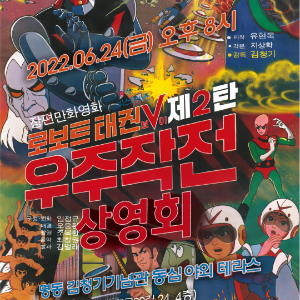 2022.06.24(금) 오후 8시
• 제작 유현목
• 각본 지상학
• 감독 김청기
장편만화영화
로보트 태권V 제2탄
우주작전
상영회
명동 김청기기념관 동심 야외 테라스